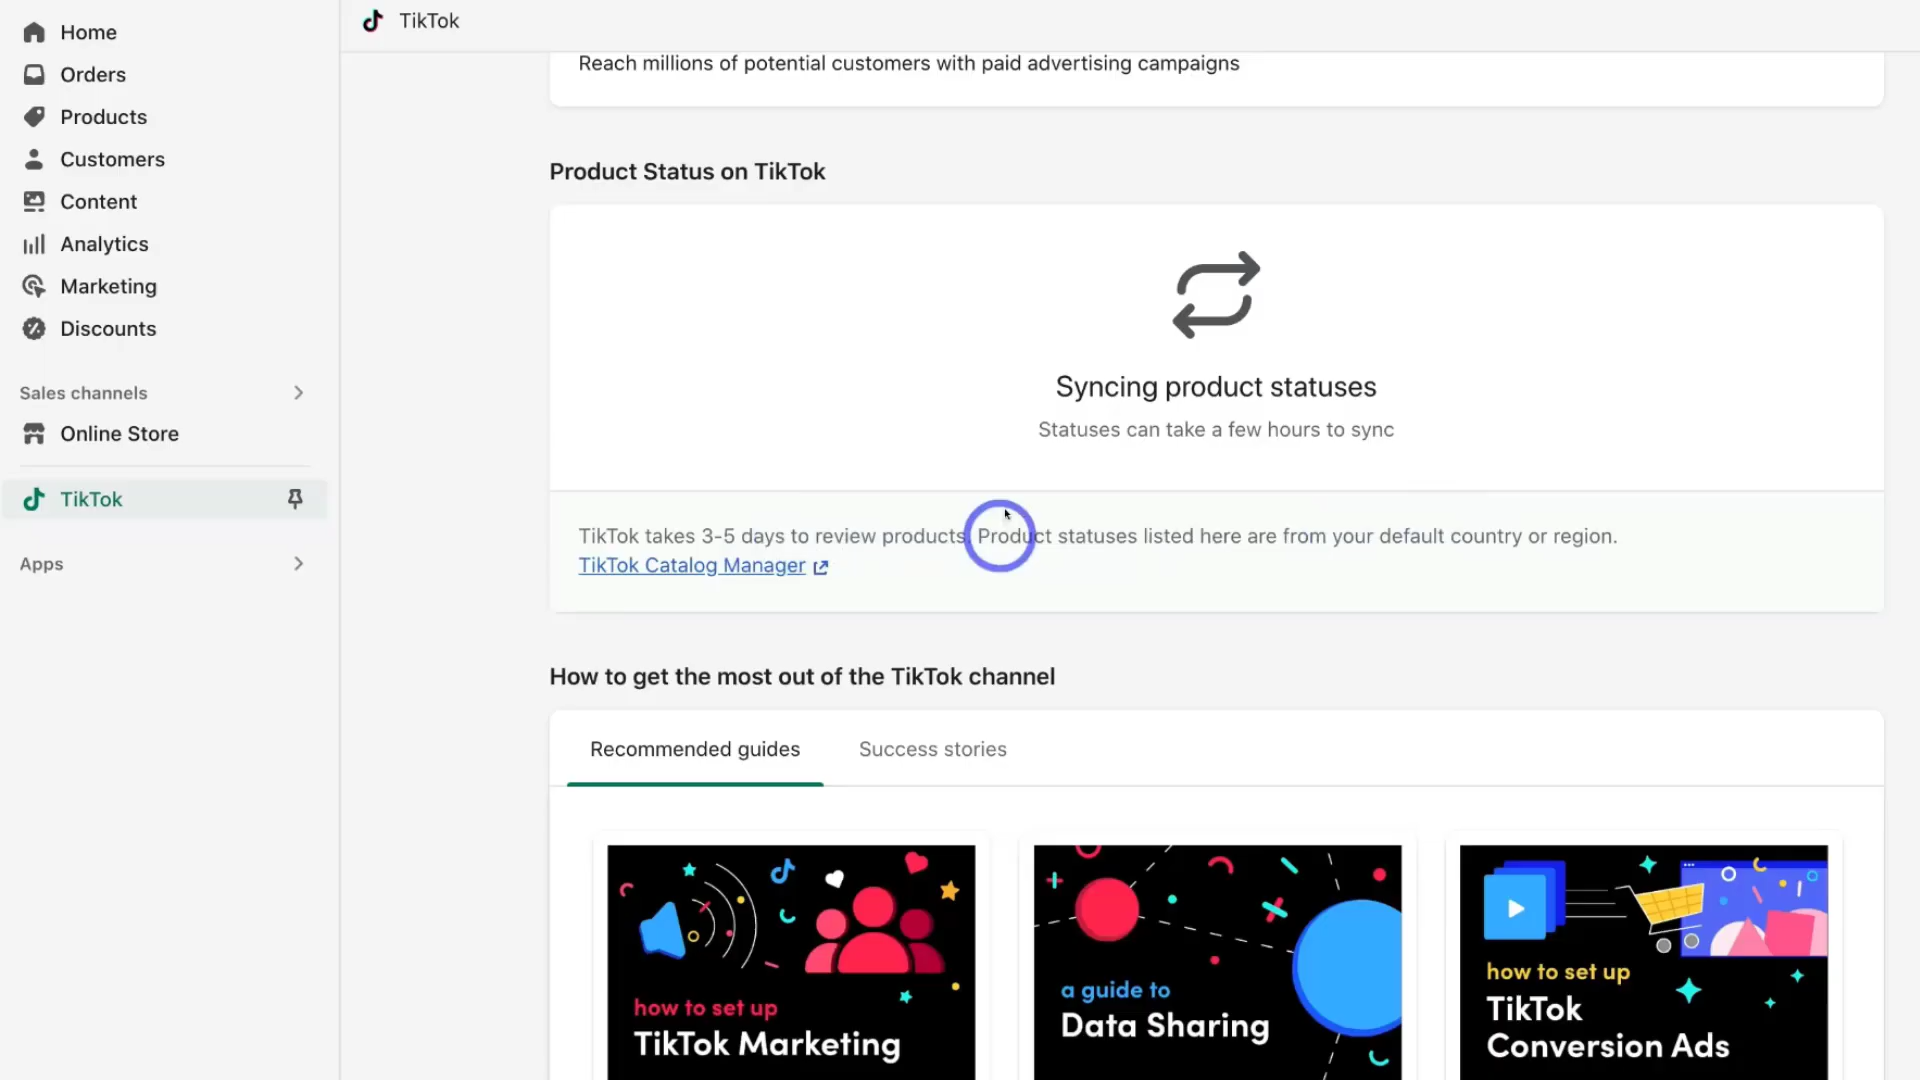 Home
Orders
Products
Customers
Content
Analytics
Marketing
Discounts
Sales channels
Online Store
TikTok
Apps
TikTok
Reach millions of potential customers with paid advertising campaigns
Product Status on TikTok
Syncing product statuses
Statuses can take a few hours to sync
TikTok takes 3-5 days to review products. Product statuses listed here are from your default country or region.
TikTok Catalog Manager
How to get the most out of the TikTok channel
Recommended guides
Success stories
how to set up
TikTok Marketing
a guide to
Data Sharing
how to set up
TikTok
Conversion Ads